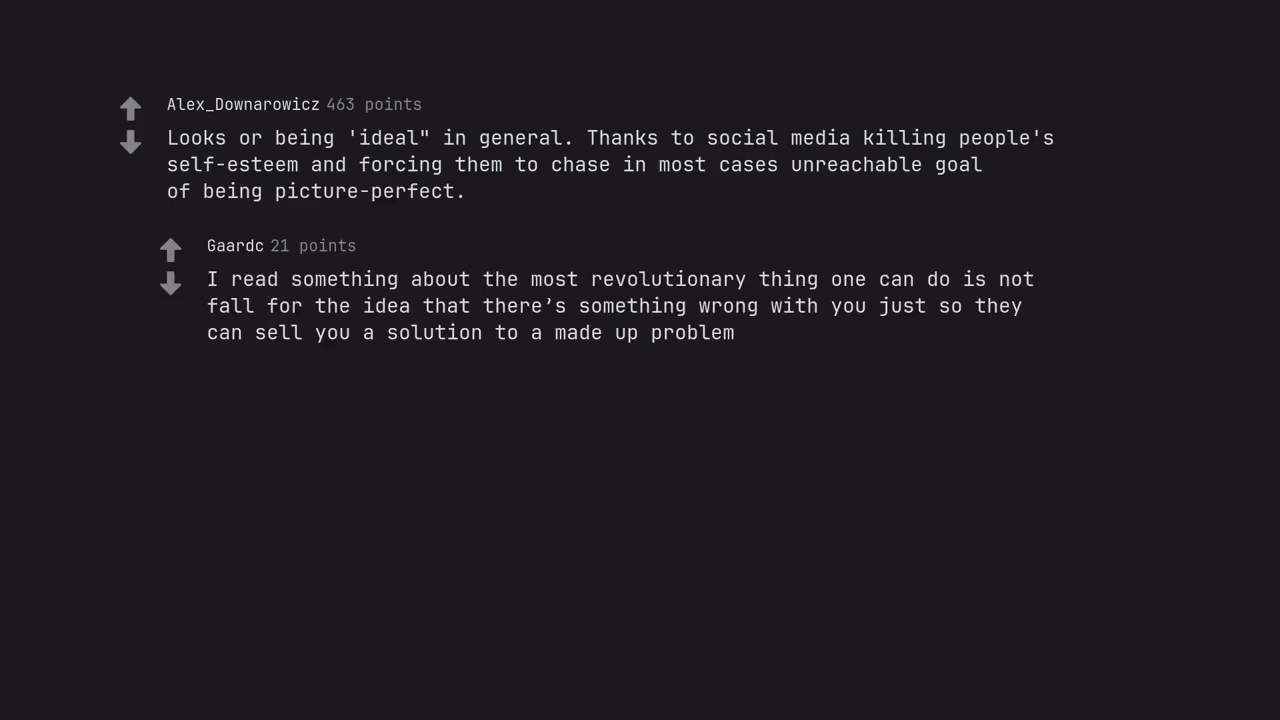 Alex_Downarowicz 463 points
Looks or being 'ideal" in general. Thanks to social media killing people's
self-esteem and forcing them to chase in most cases unreachable goal
of being picture-perfect.
Gaardc 21 points
I read something about the most revolutionary thing one can do is not
fall for the idea that there’s something wrong with you just so they
can sell you a solution to a made up problem